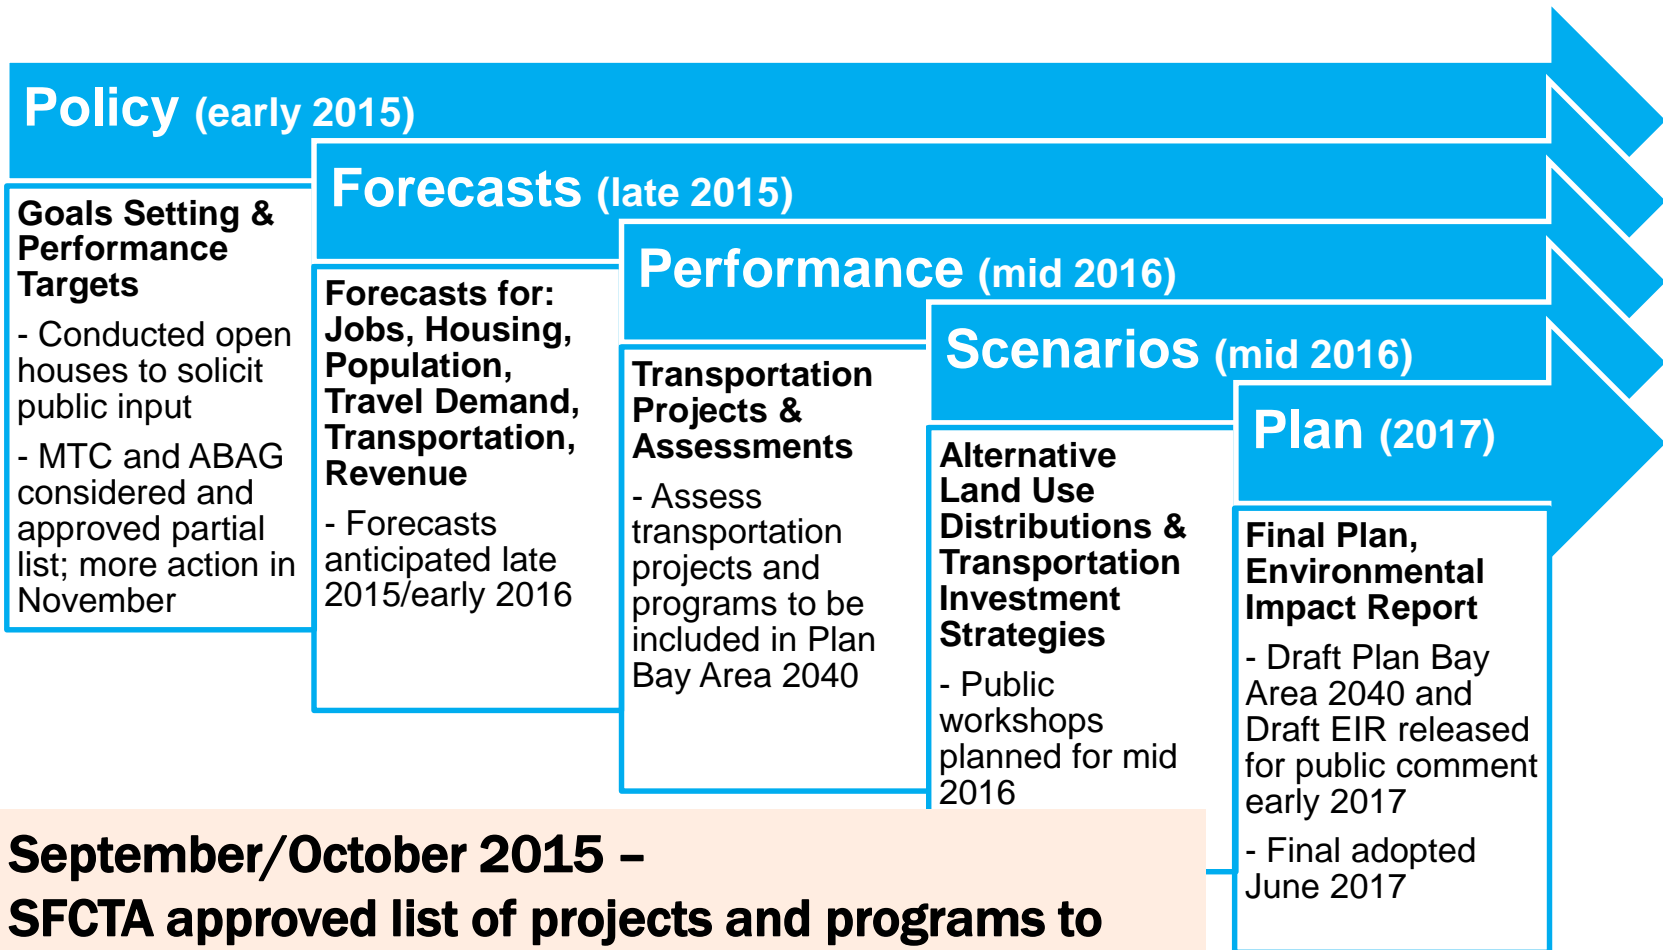 Policy (early 2015)
Goals Setting &
Performance
Targets
- Conducted open
houses to solicit
public input
- MTC and ABAG
considered and
approved partial
list; more action in
November
Forecasts (late 2015)
Forecasts for:
Jobs, Housing,
Population,
Travel Demand,
Transportation,
Revenue
- Forecasts
anticipated late
2015/early 2016
Performance (mid 2016)
Transportation
Projects &
Assessments
- Assess
transportation
projects and
programs to be
included in Plan
Bay Area 2040
Scenarios (mid 2016)
Alternative
Land Use
Distributions &
Transportation
Investment
Strategies
- Public
workshops
planned for mid
2016
Plan (2017)
Final Plan,
Environmental
Impact Report
- Draft Plan Bay
Area 2040 and
Draft EIR released
for public comment
early 2017
- Final adopted
June 2017
September/October 2015 –
SFCTA approved list of projects and programs to